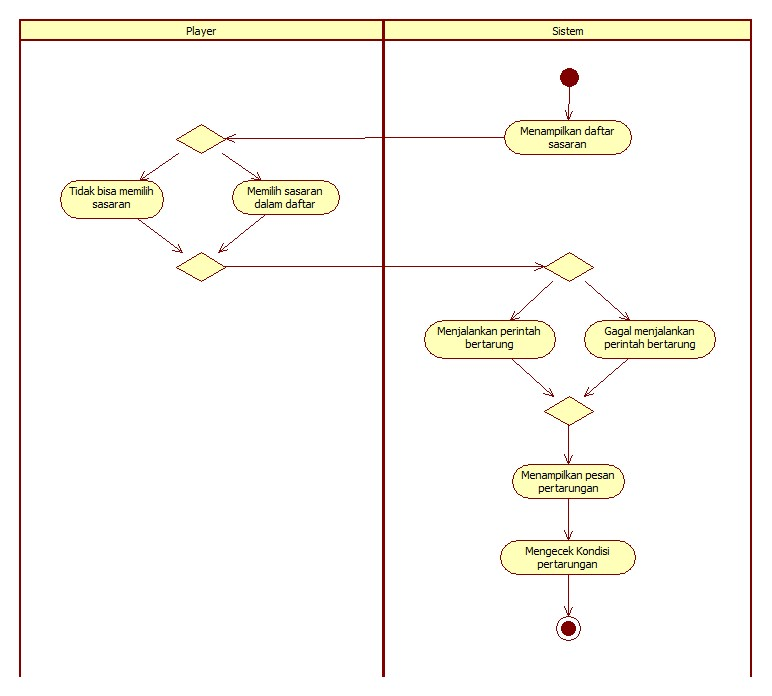 Player
Sistem
Menampilkan daftar
sasaran
Tidak bisa memilih
sasaran
Memilih sasaran
dalam daftar
Menjalankan perintah
bertarung
Gagal menjalankan
perintah bertarung
Menampilkan pesan
pertarungan
Mengecek Kondisi
pertarungan